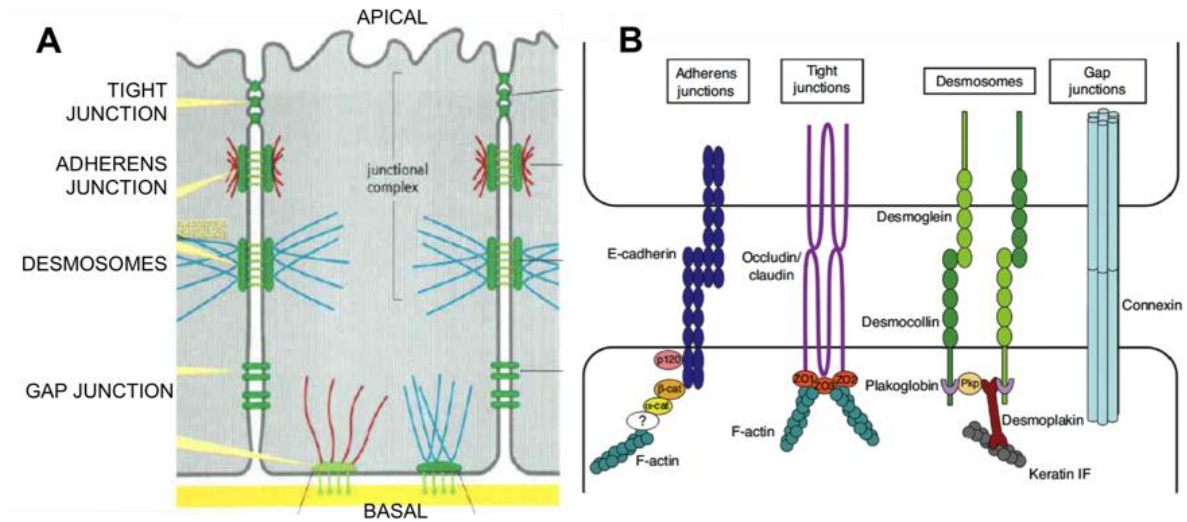 A
APICAL
TIGHT
JUNCTION
ADHERENS
JUNCTION
junctional
complex
DESMOSOMES
GAP JUNCTION
BASAL
B
Adherens
junctions
Tight
junctions
Desmosomes
Gap
junctions
Desmoglein
E-cadherin
Occludin/
claudin
Connexin
Desmocollin
p120
β-cat
α-cat
?
F-actin
ZO1
ZO3
ZO2
F-actin
Plakoglobin
Pkp
Desmoplakin
Keratin IF